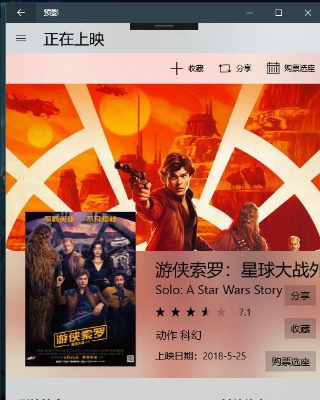 预影
正在上映
收藏
分享
购票选座
游侠索罗
游侠索罗：星球大战外
Solo: A Star Wars Story
分享
7.1
收藏
动作 科幻
上映日期：2018-5-25
购票选座